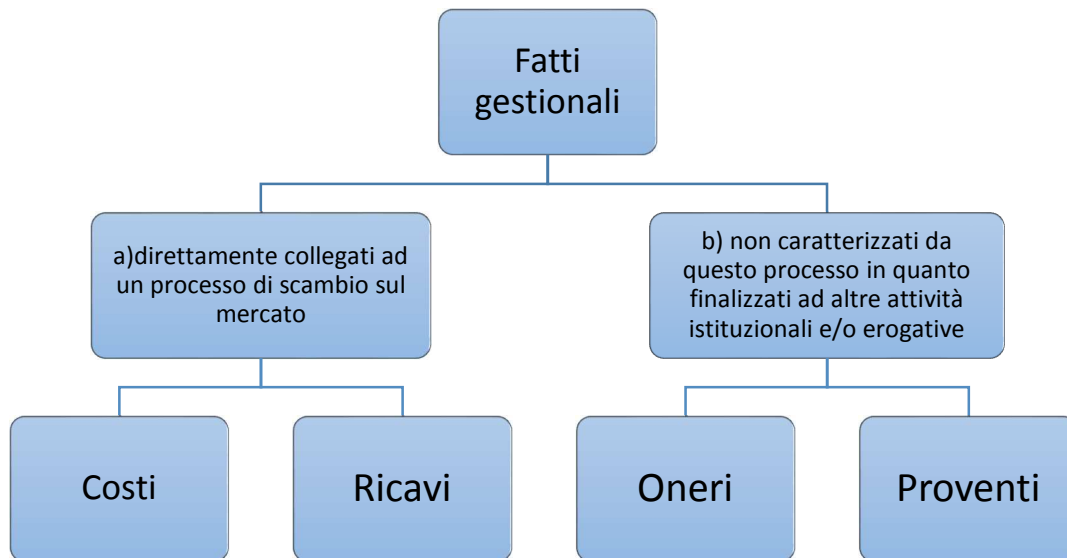 Fatti
gestionali
a)direttamente collegati ad
un processo di scambio sul
mercato
b) non caratterizzati da
questo processo in quanto
finalizzati ad altre attività
istituzionali e/o erogative
Costi
Ricavi
Oneri
Proventi